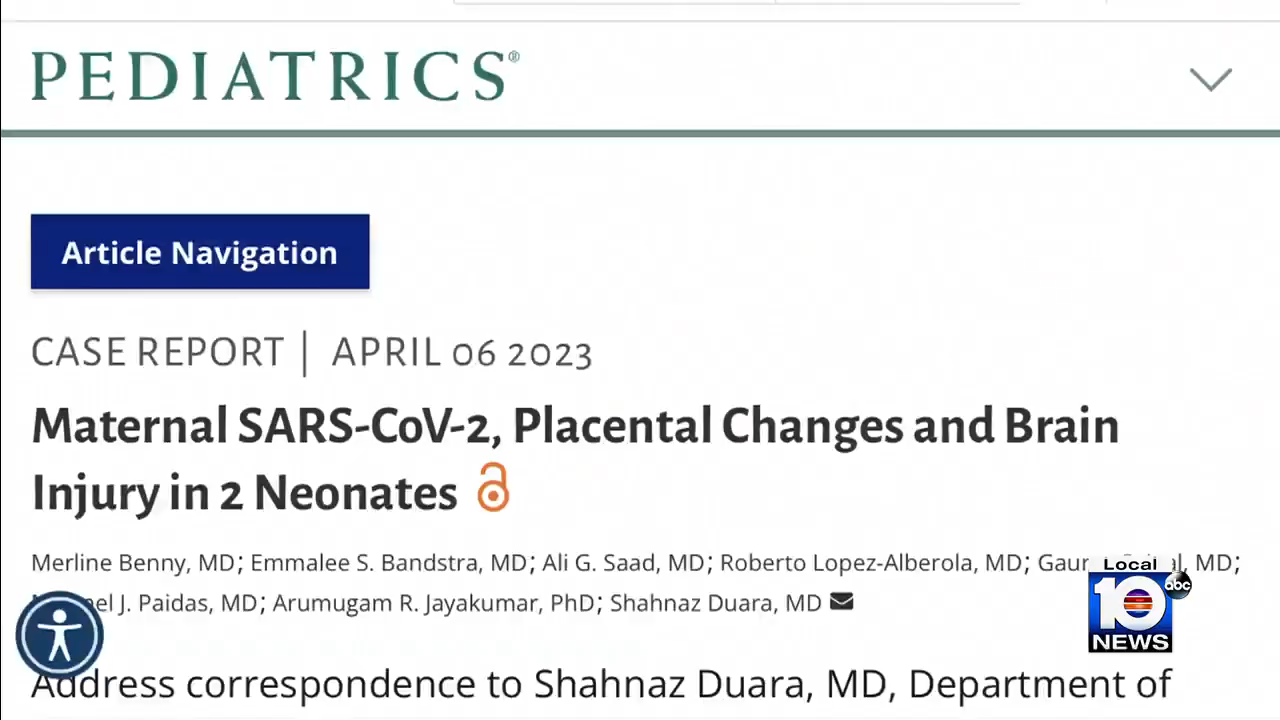 PEDIATRICS®
Article Navigation
CASE REPORT | APRIL 06 2023
Maternal SARS-CoV-2, Placental Changes and Brain
Injury in 2 Neonates
Merline Benny, MD; Emmalee S. Bandstra, MD; Ali G. Saad, MD; Roberto Lopez-Alberola, MD; MD;
J. Paidas, MD; Arumugam R. Jayakumar, PhD; Shahnaz Duara, MD
Local
10
abc
NEWS
Address correspondence to Shahnaz Duara, MD, Department of